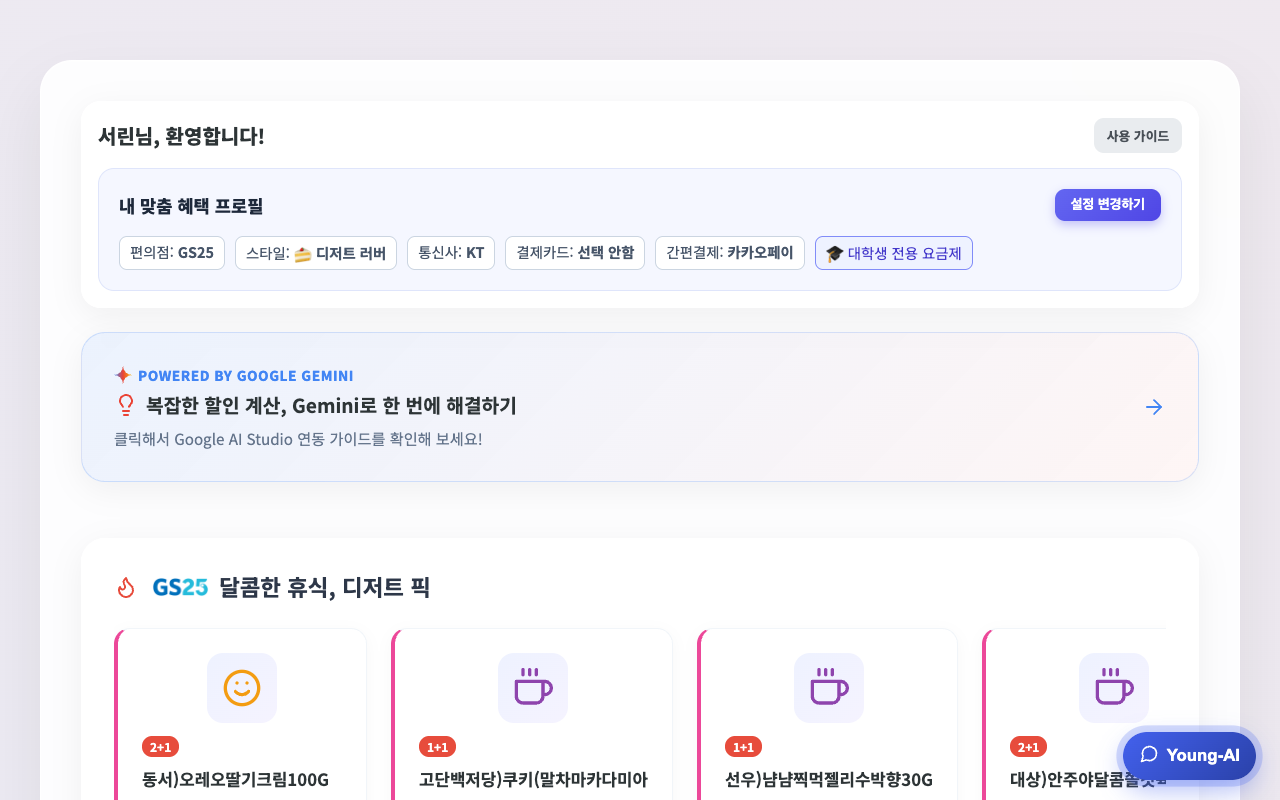 서린님, 환영합니다!
사용 가이드
내 맞춤 혜택 프로필
설정 변경하기
편의점: GS25
스타일: 🍰 디저트 러버
통신사: KT
결제카드: 선택 안함
간편결제: 카카오페이
🎓 대학생 전용 요금제
POWERED BY GOOGLE GEMINI
복잡한 할인 계산, Gemini로 한 번에 해결하기
클릭해서 Google AI Studio 연동 가이드를 확인해 보세요!
GS25 달콤한 휴식, 디저트 픽
2+1
동서)오레오딸기크림100G
1+1
고단백저당)쿠키(말차마카다미아
1+1
선우)냠냠찍먹젤리수박향30G
2+1
대상)안주야달콤쫄
Young-AI